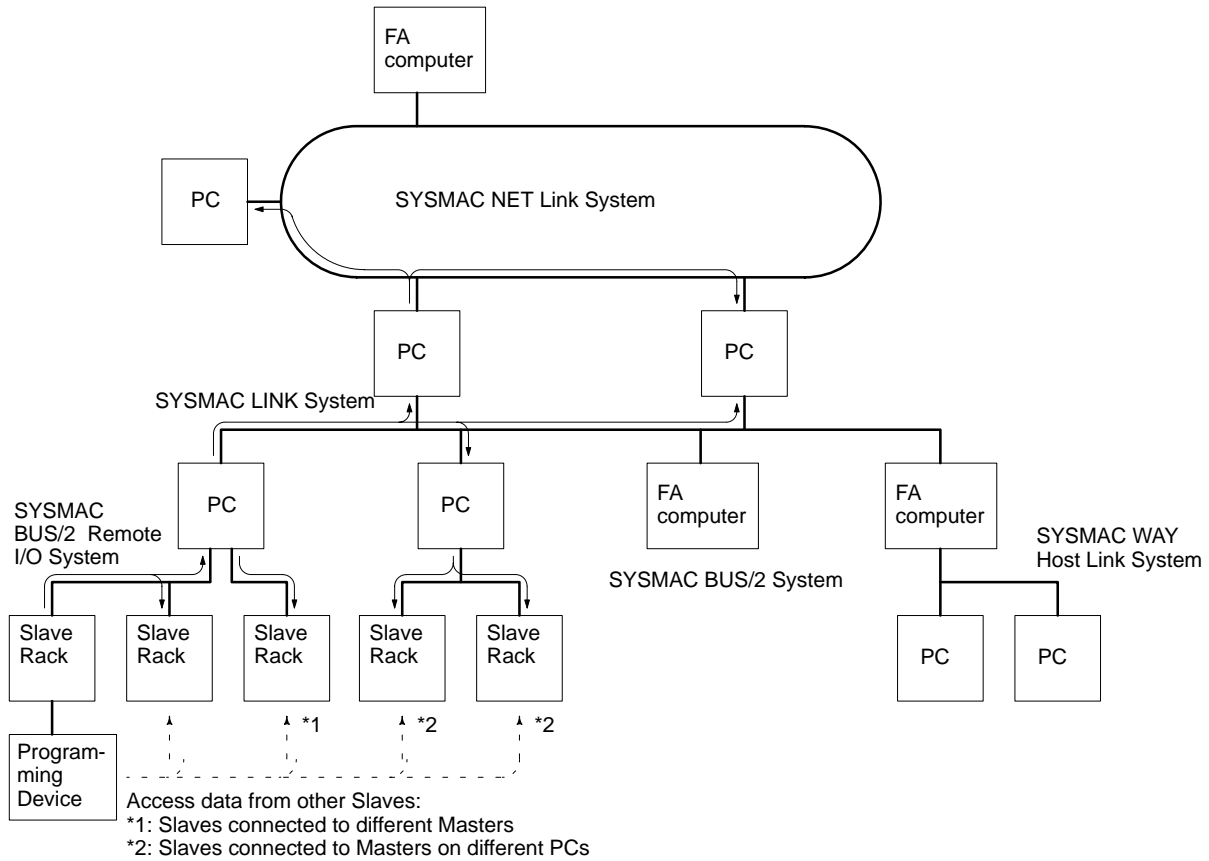 FA
computer
PC
SYSMAC NET Link System
PC
PC
SYSMAC LINK System
PC
PC
FA
computer
FA
computer
SYSMAC
BUS/2 Remote
I/O System
SYSMAC WAY
Host Link System
SYSMAC BUS/2 System
Slave
Rack
Slave
Rack
Slave
Rack
Slave
Rack
Slave
Rack
PC
PC
*1
*2
*2
Program-
ming
Device
Access data from other Slaves:
*1: Slaves connected to different Masters
*2: Slaves connected to Masters on different PCs